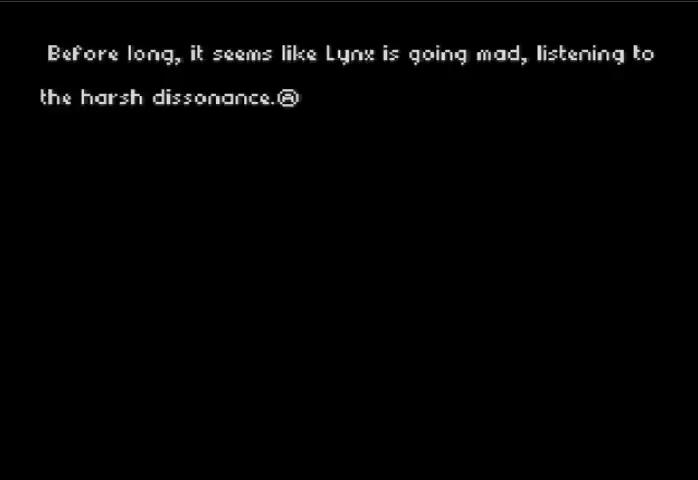 Before long, it seems like Lynx is going mad, listening to
the harsh dissonance.Ⓐ